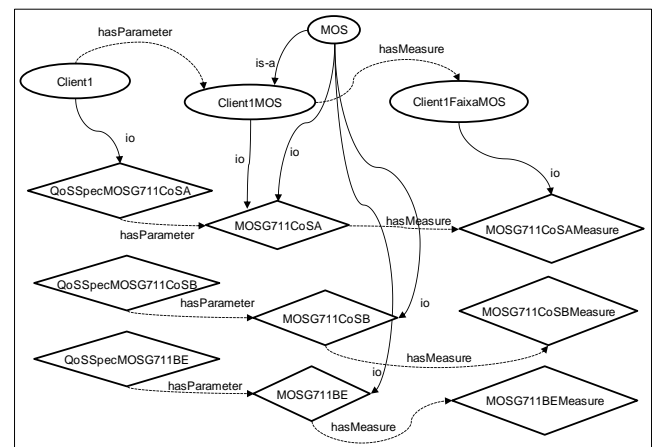 MOS
hasParameter
hasMeasure
is-a
Client1
Client1MOS
Client1FaixaMOS
io
io
io
io
QoSSpecMOSG711CoSA
hasParameter
MOSG711CoSA
hasMeasure
MOSG711CoSAMeasure
QoSSpecMOSG711CoSB
hasParameter
MOSG711CoSB
io
MOSG711CoSBMeasure
hasMeasure
QoSSpecMOSG711BE
hasParameter
io
MOSG711BE
MOSG711BEMeasure
hasMeasure